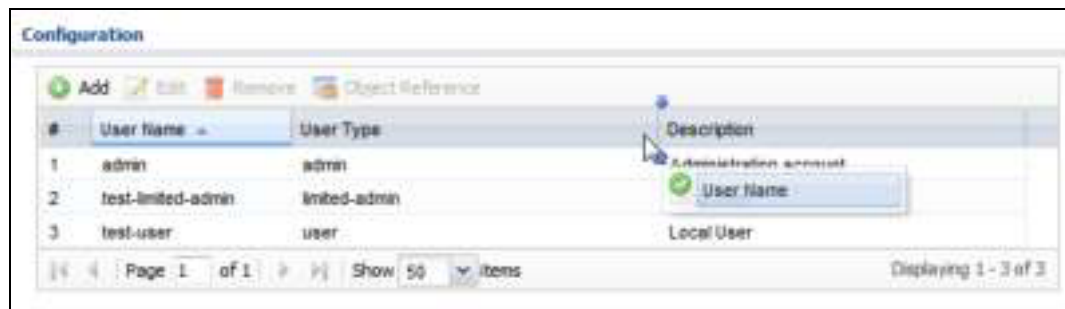 Configuration
Add Edit Remove Object Reference
# User Name User Type Description
1 admin admin Administration account
User Name
2 test-limited-admin limited-admin
3 test-user user Local User
Page 1 of 1 Show 50 items Displaying 1 - 3 of 3